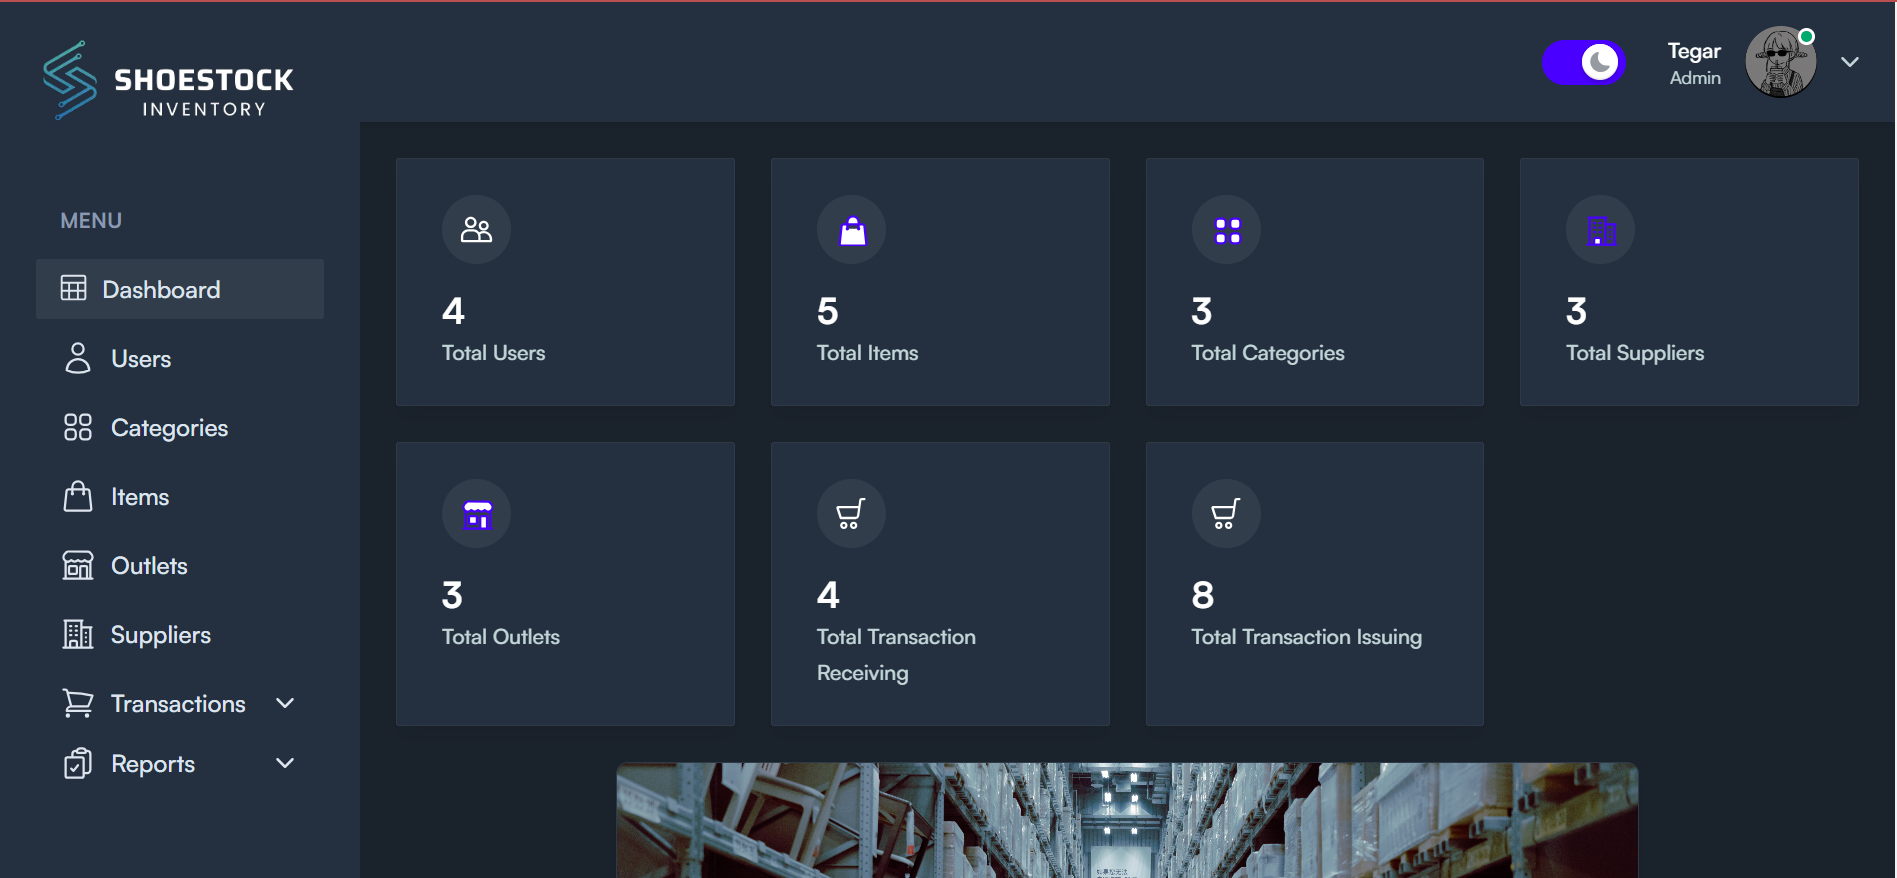 SHOESTOCK
INVENTORY
Tegar
Admin
MENU
Dashboard
Users
Categories
Items
Outlets
Suppliers
Transactions
Reports
4
Total Users
5
Total Items
3
Total Categories
3
Total Suppliers
3
Total Outlets
4
Total Transaction
Receiving
8
Total Transaction Issuing